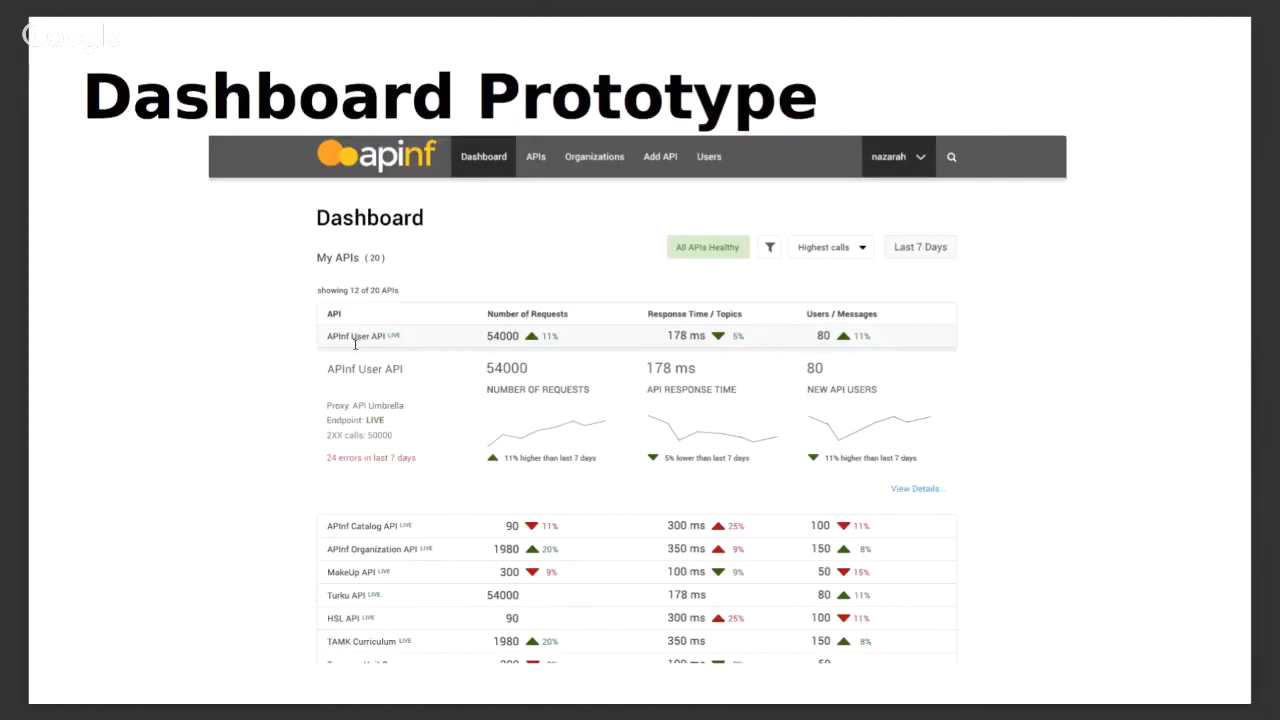 Google
Dashboard Prototype
apinf Dashboard APIs Organizations Add API Users nazarah
Dashboard
All APIs Healthy Highest calls Last 7 Days
My APIs (20)
showing 12 of 20 APIs
API Number of Requests Response Time / Topics Users / Messages
APInf User API LIVE 54000 11% 178 ms 5% 80 11%
APInf User API 54000 178 ms 80
NUMBER OF REQUESTS API RESPONSE TIME NEW API USERS
Proxy: API Umbrella
Endpoint: LIVE
2XX calls: 50000
24 errors in last 7 days 11% higher than last 7 days 5% lower than last 7 days 11% higher than last 7 days
View Details...
APInf Catalog API LIVE 90 11% 300 ms 25% 100 11%
APInf Organization API LIVE 1980 20% 350 ms 9% 150 8%
MakeUp API LIVE 300 9% 100 ms 9% 50 15%
Turku API LIVE 54000 178 ms 80 11%
HSL API LIVE 90 300 ms 25% 100 11%
TAMK Curriculum LIVE 1980 20% 350 ms 150 8%